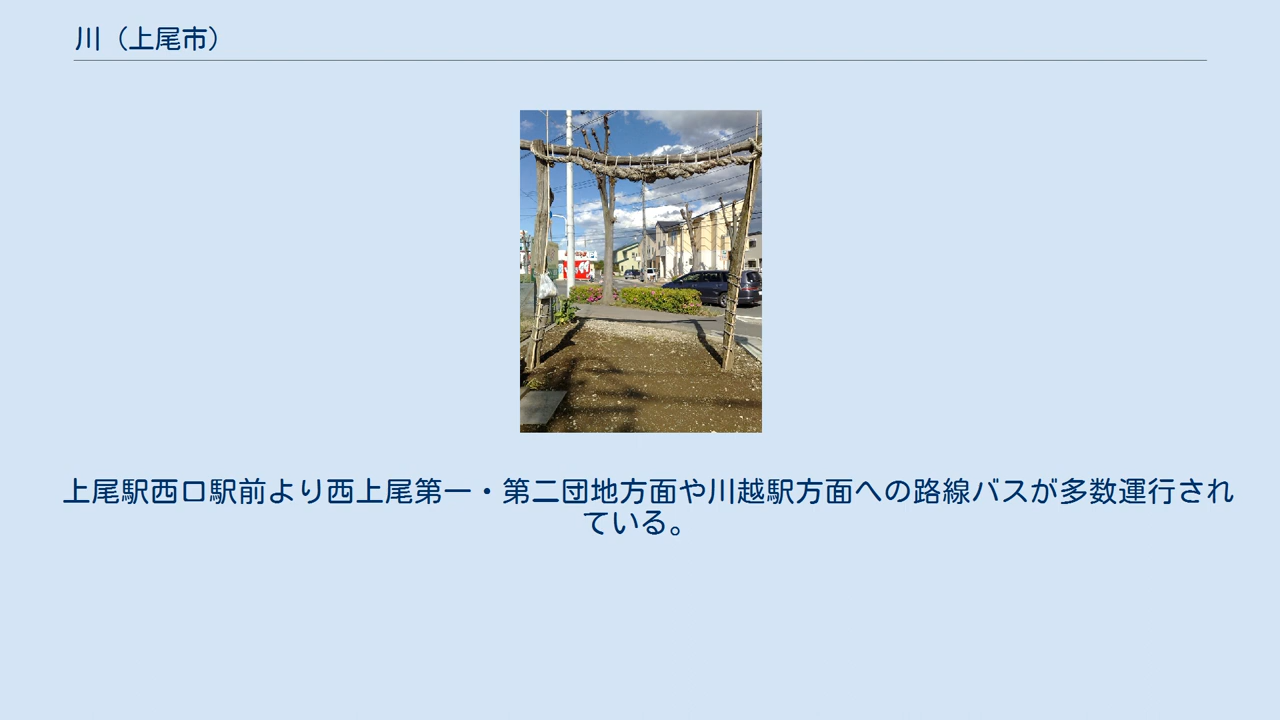 川（上尾市）
上尾駅西口駅前より西上尾第一・第二団地方面や川越駅方面への路線バスが多数運行され
ている。